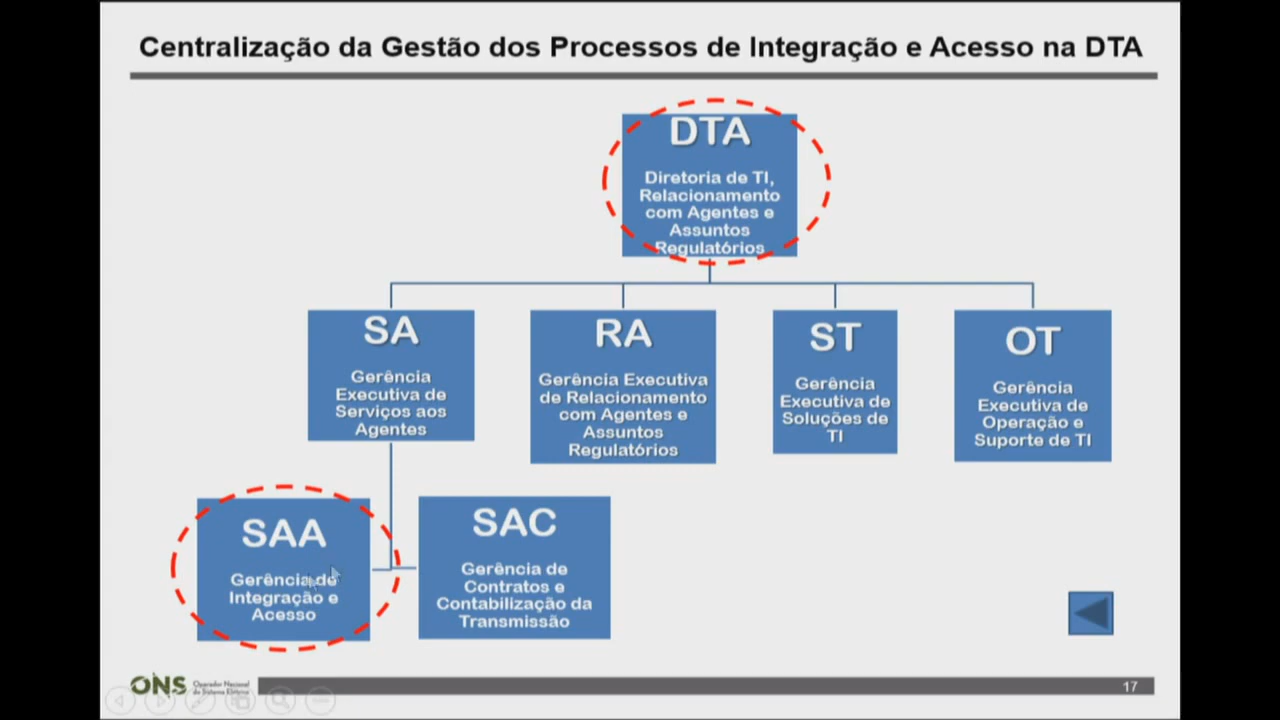 Centralização da Gestão dos Processos de Integração e Acesso na DTA
DTA
Diretoria de TI,
Relacionamento
com Agentes e
Assuntos
Regulatórios
SA
Gerência
Executiva de
Serviços aos
Agentes
RA
Gerência Executiva
de Relacionamento
com Agentes e
Assuntos
Regulatórios
ST
Gerência
Executiva de
Soluções de
TI
OT
Gerência
Executiva de
Operação e
Suporte de TI
SAA
Gerência de
Integração e
Acesso
SAC
Gerência de
Contratos e
Contabilização da
Transmissão
ONS
Operador Nacional
do Sistema Elétrico
17